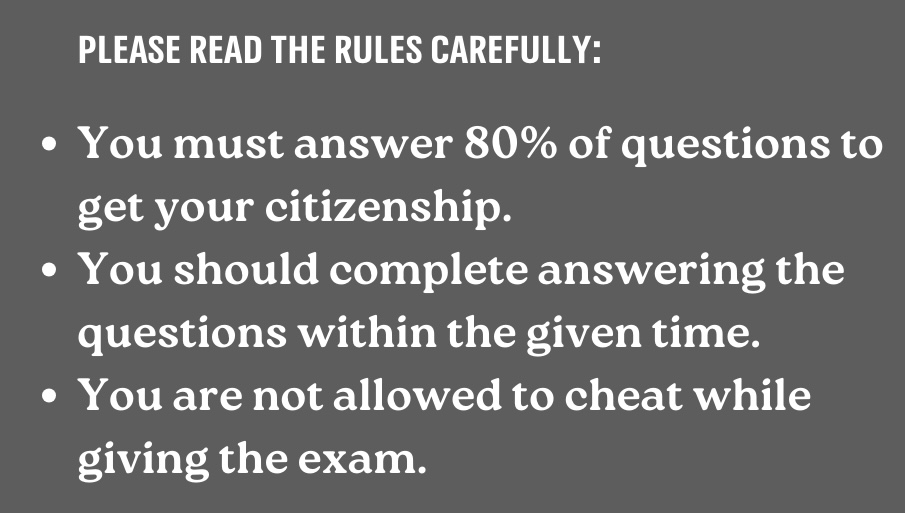 PLEASE READ THE RULES CAREFULLY:
• You must answer 80% of questions to
get your citizenship.
• You should complete answering the
questions within the given time.
• You are not allowed to cheat while
giving the exam.